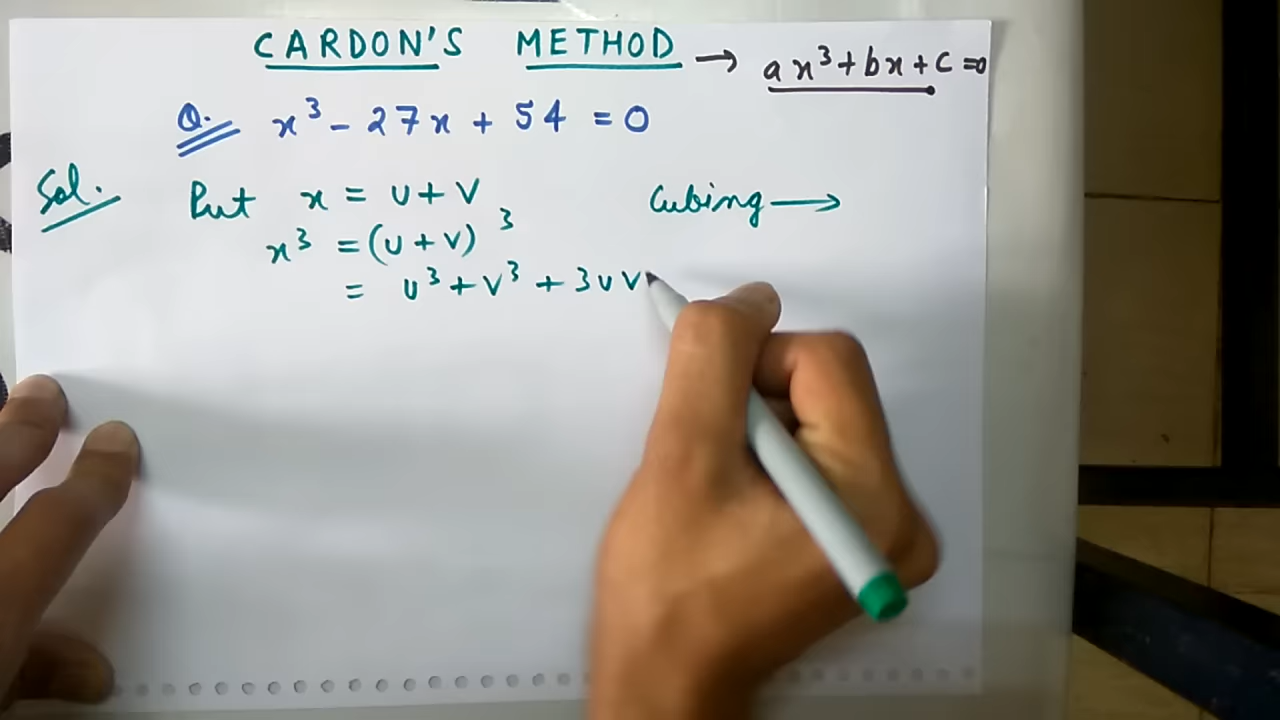 CARDON'S METHOD → ax³+bx+c=0
Q. x³ - 27x + 54 = 0
Sol. Put x = u + v Cubing →
x³ = (u + v)³
= u³ + v³ + 3uv